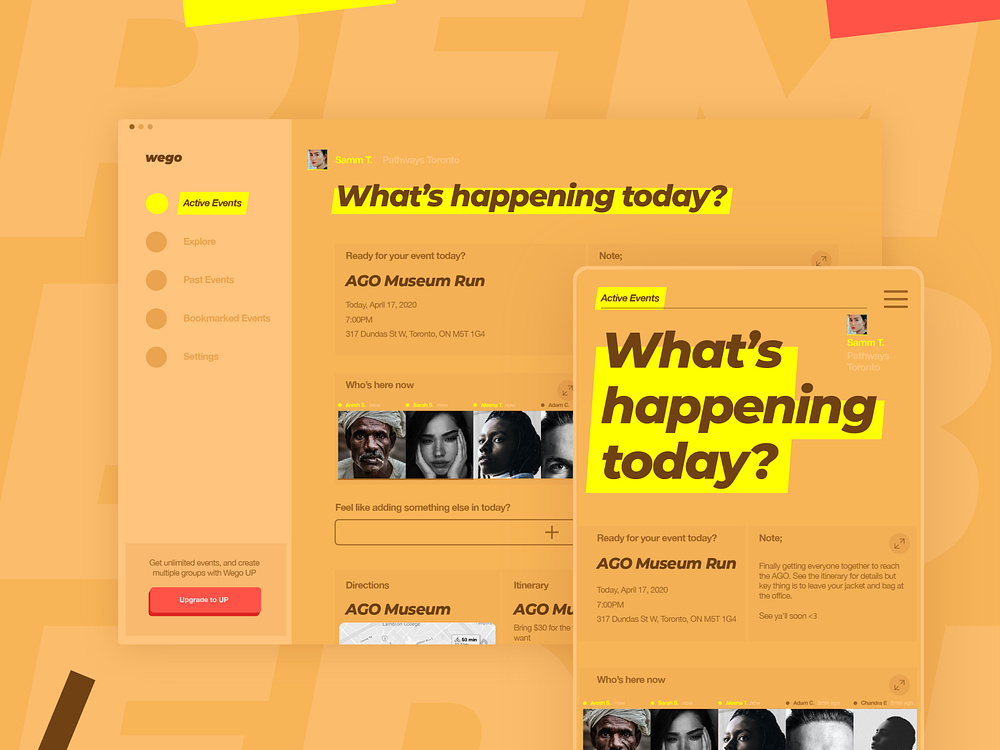 wego
Active Events
Explore
Past Events
Bookmarked Events
Settings
Get unlimited events, and create
multiple groups with Wego UP
Upgrade to UP
Samm T. Pathways Toronto
What's happening today?
Ready for your event today?
AGO Museum Run
Today, April 17, 2020
7:00PM
317 Dundas St W, Toronto, ON M5T 1G4
Note;
Who's here now
Sarah S. now
Adam C.
Feel like adding something else in today?
+
Directions
AGO Museum
50 min
Itinerary
AGO Mu
Bring $30 for the
want
Active Events
Samm T.
Pathways
Toronto
What's
happening
today?
Ready for your event today?
AGO Museum Run
Today, April 17, 2020
7:00PM
317 Dundas St W, Toronto, ON M5T 1G4
Note;
Finally getting everyone together to reach
the AGO. See the itinerary for details but
key thing is to leave your jacket and bag at
the office.
See ya'll soon <3
Who's here now
Sarah S. now
Adam C.
Chandra E